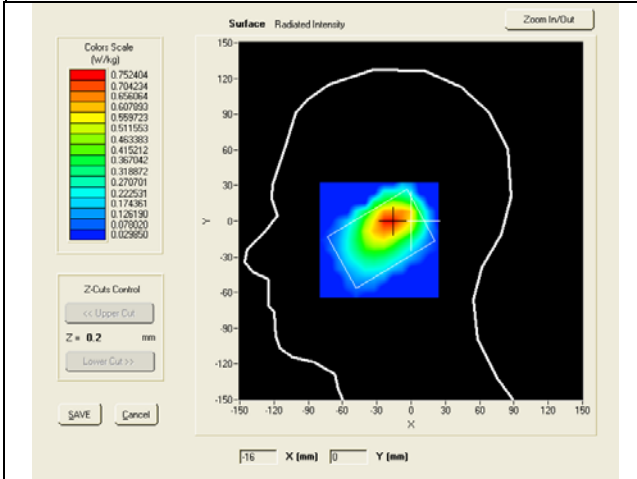 Surface Radiated Intensity
Zoom In/Out
Colors Scale
(W/kg)
0.752404
0.704234
0.656064
0.607893
0.559723
0.511553
0.463383
0.415212
0.367042
0.318872
0.270701
0.222531
0.174361
0.126190
0.078020
0.029850
150
120
90
60
30
0
-30
-60
-90
-120
-150
Y
-150 -120 -90 -60 -30 0 30 60 90 120 150
X
Z-Cuts Control
<< Upper Cut
Z = 0.2 mm
Lower Cut >>
SAVE Cancel
-16 X (mm) 0 Y (mm)